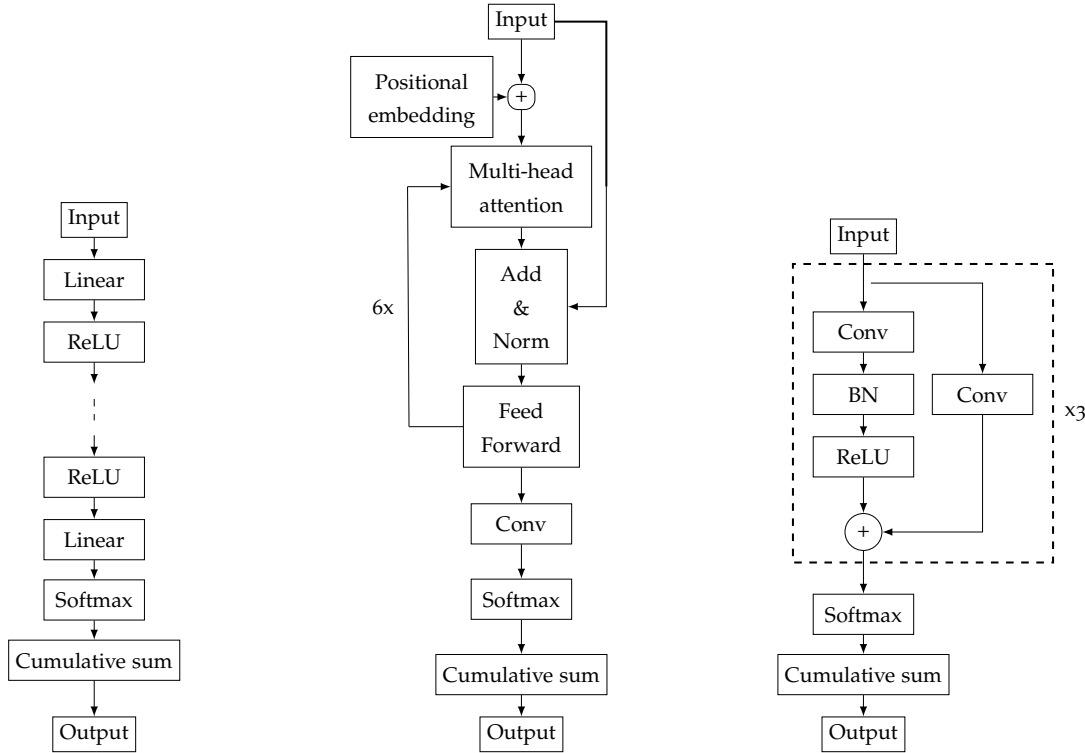 Input
Linear
ReLU
ReLU
Linear
Softmax
Cumulative sum
Output
Input
Positional
embedding
+
Multi-head
attention
Add
&
Norm
6x
Feed
Forward
Conv
Softmax
Cumulative sum
Output
Input
Conv
BN
ReLU
Conv
+
x3
Softmax
Cumulative sum
Output